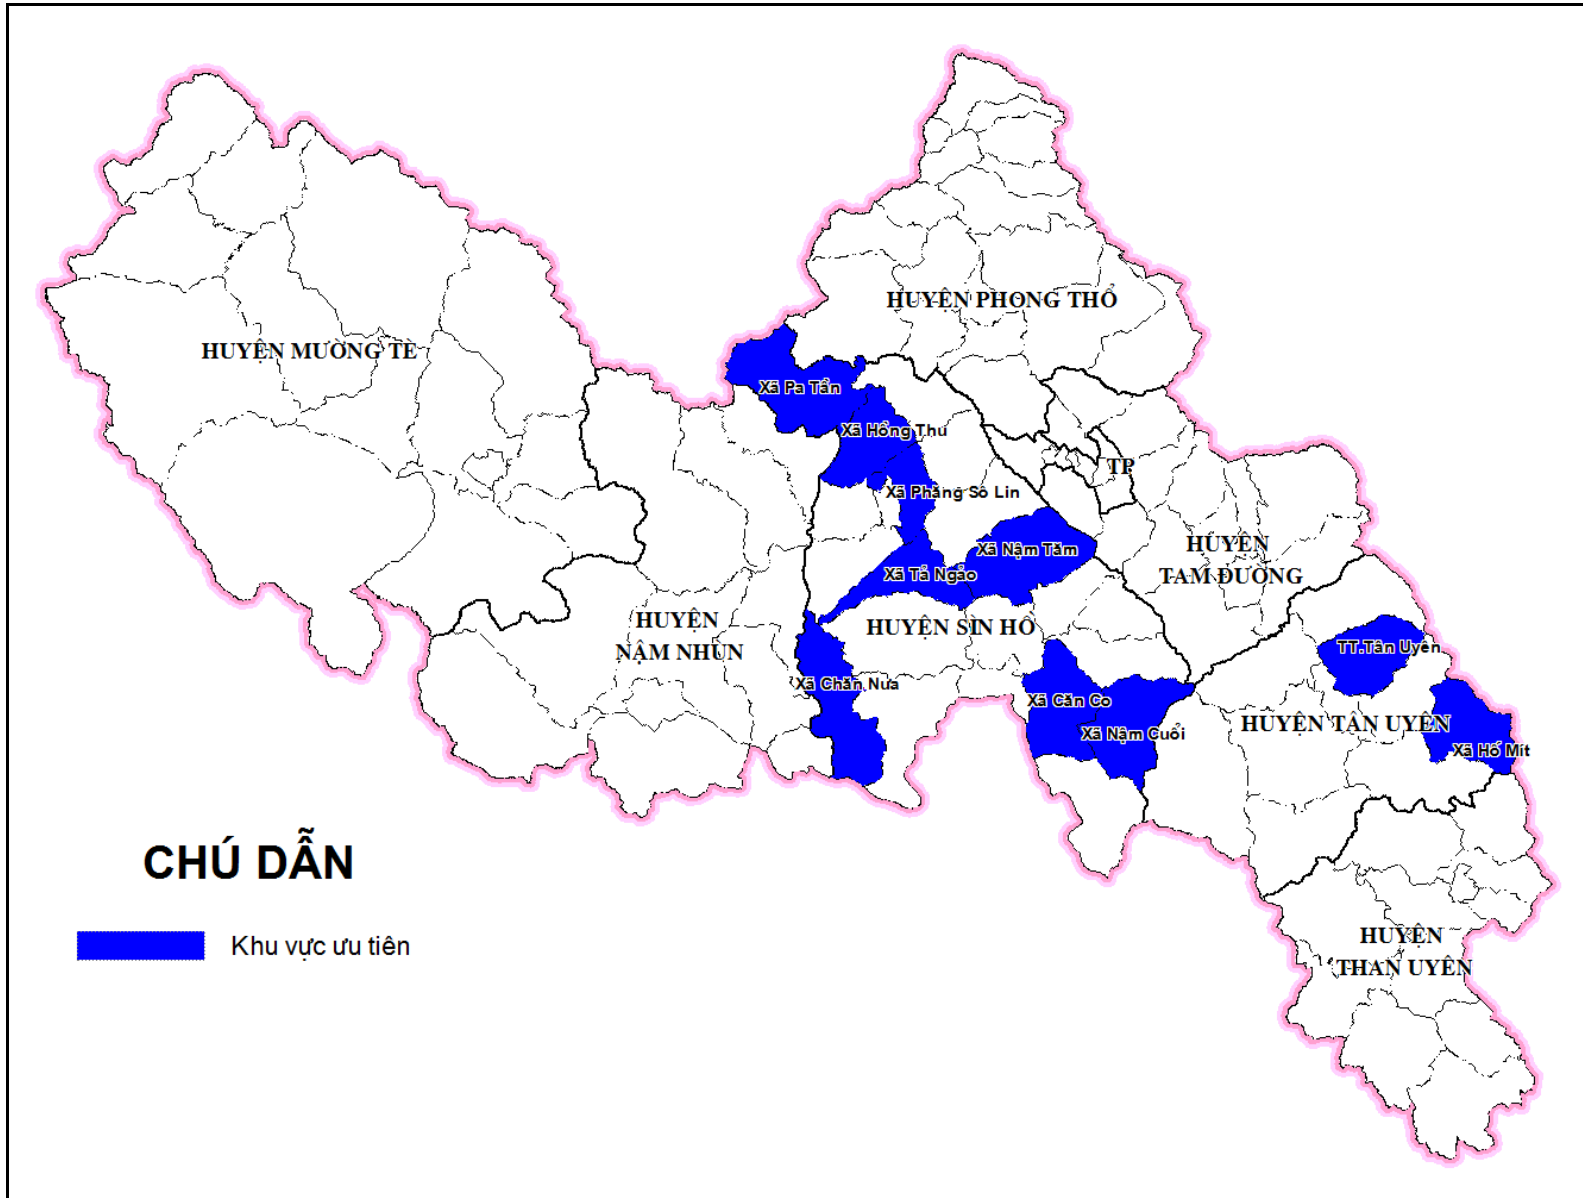 HUYỆN PHONG THỔ
HUYỆN MƯỜNG TÈ
Xã Pa Tần
Xã Hồng Thu
TP
Xã Phăng Sô Lin
Xã Nậm Tăm
HUYỆN
TAM ĐƯỜNG
Xã Tả Ngảo
HUYỆN
NẬM NHÙN
HUYỆN SÌN HỒ
TT.Tân Uyên
Xã Chăn Nưa
Xã Căn Co
HUYỆN TÂN UYÊN
Xã Nậm Cuổi
Xã Hố Mít
CHÚ DẪN
Khu vực ưu tiên
HUYỆN
THAN UYÊN